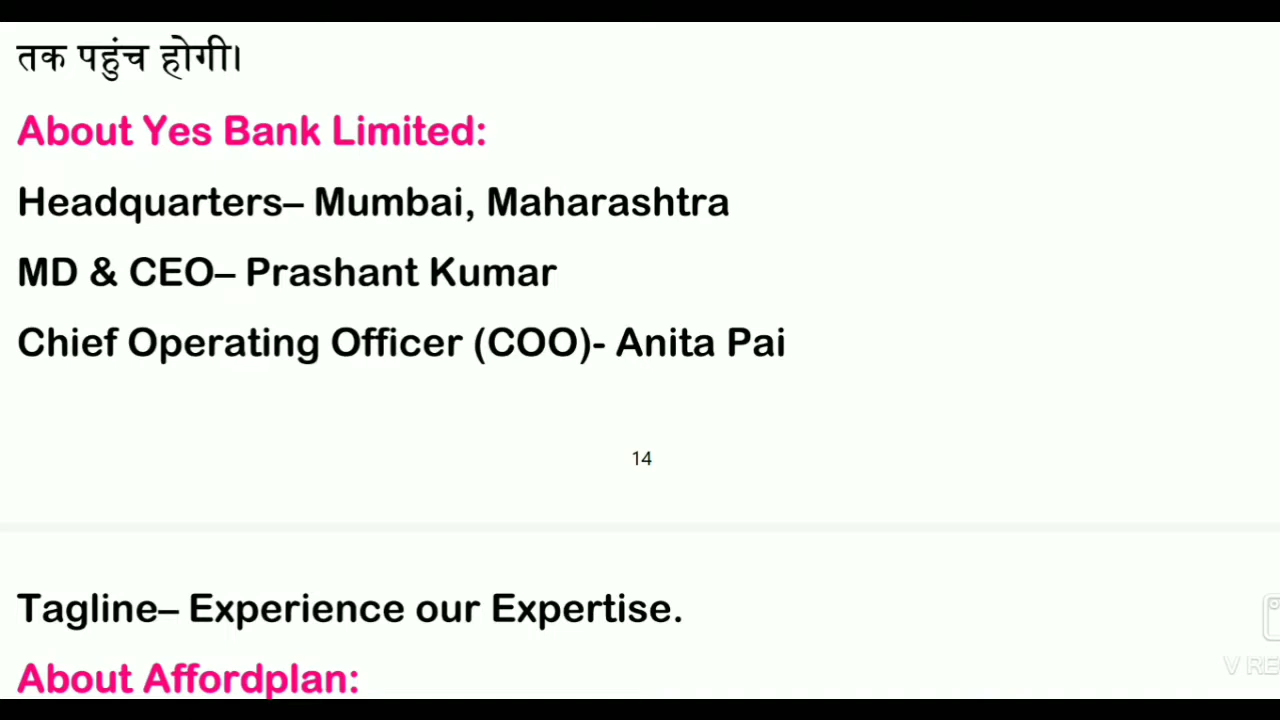 तक पहुंच होगी।
About Yes Bank Limited:
Headquarters– Mumbai, Maharashtra
MD & CEO– Prashant Kumar
Chief Operating Officer (COO)- Anita Pai
14
Tagline– Experience our Expertise.
V RE
About Affordplan: